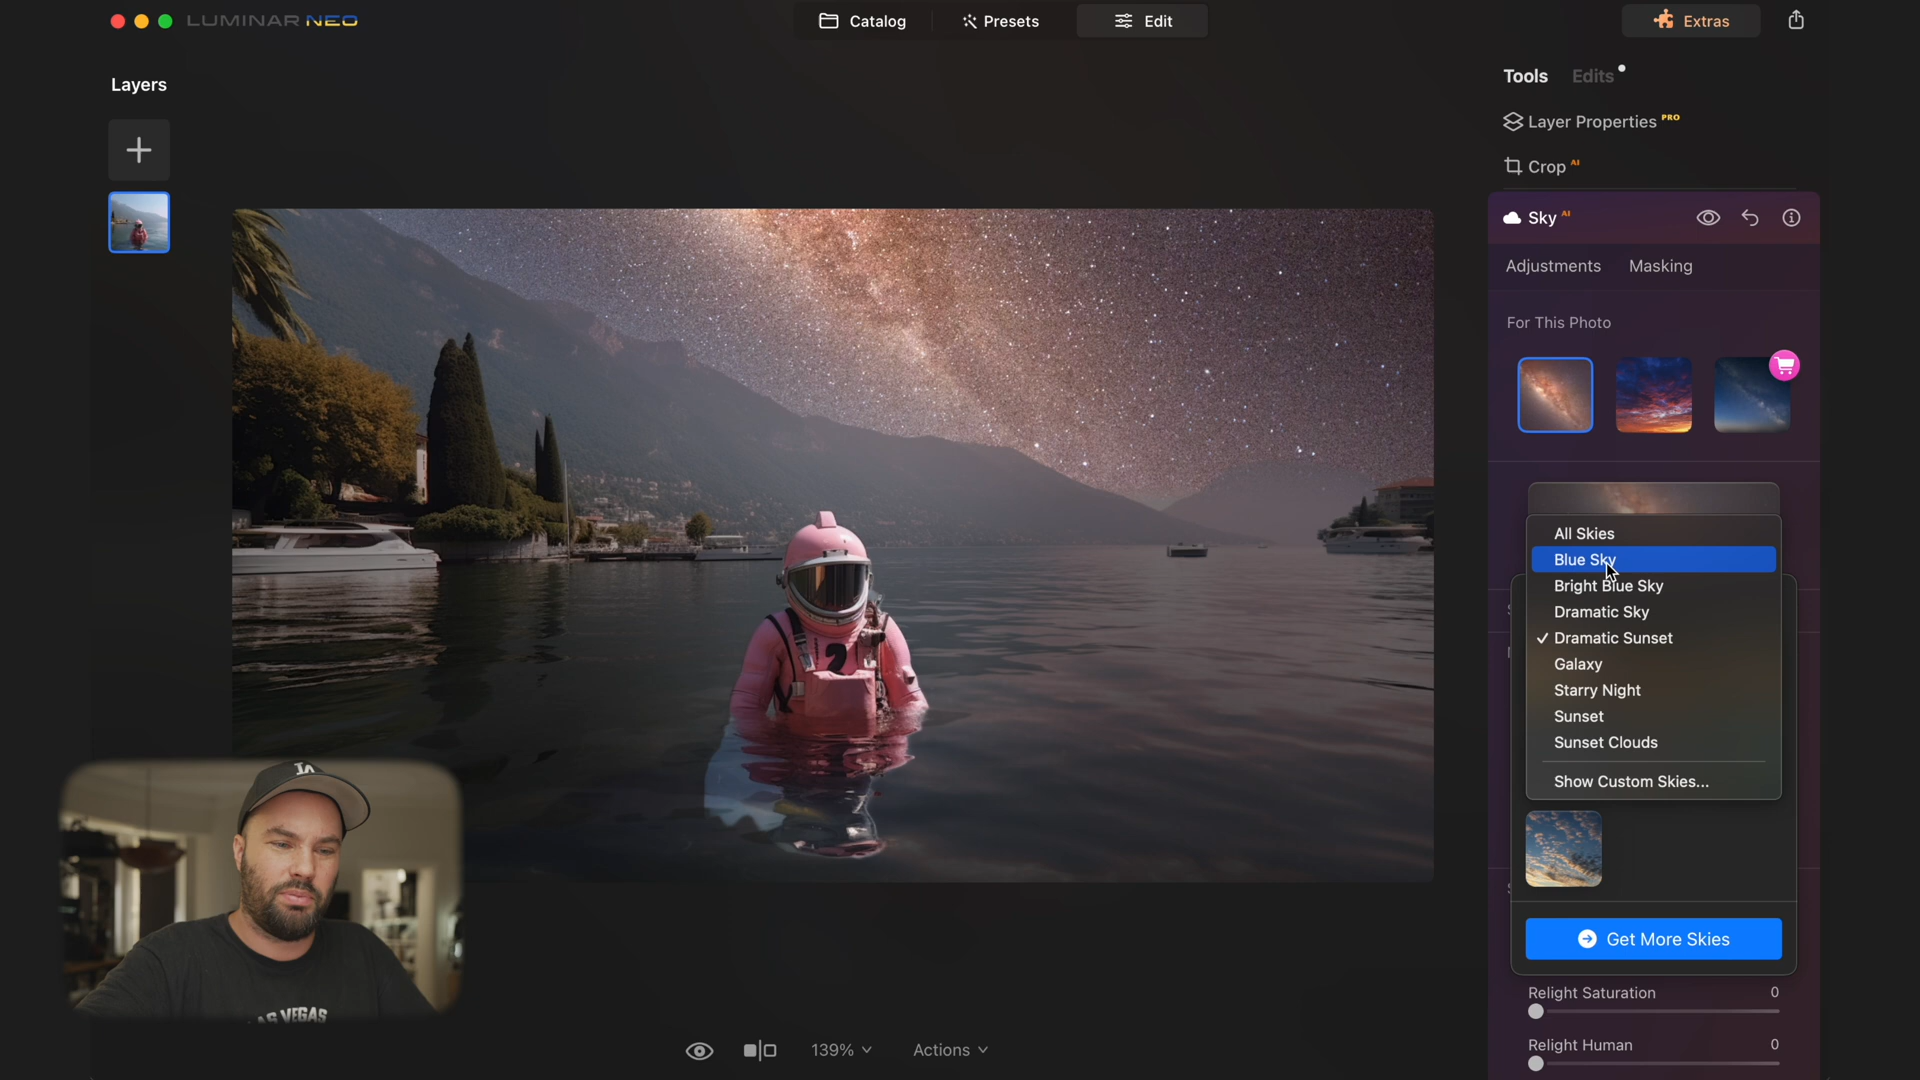 LUMINAR NEO
Catalog
Presets
Edit
Extras
Layers
Tools
Edits
Layer Properties PRO
Crop AI
Sky AI
Adjustments
Masking
For This Photo
All Skies
Blue Sky
Bright Blue Sky
Dramatic Sky
✓ Dramatic Sunset
Galaxy
Starry Night
Sunset
Sunset Clouds
Show Custom Skies...
Get More Skies
Relight Saturation 0
Relight Human 0
2
LA
VEGAS
139%
Actions